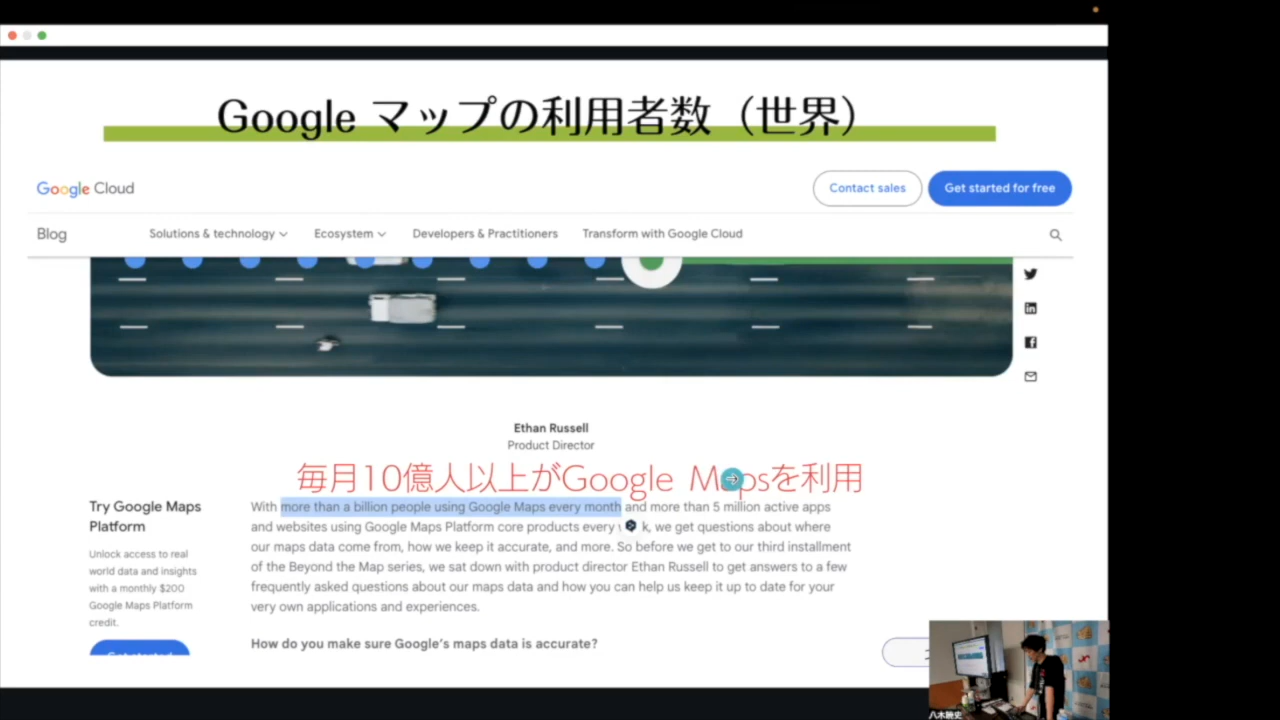 Google マップの利用者数（世界）
Google Cloud
Contact sales
Get started for free
Blog
Solutions & technology
Ecosystem
Developers & Practitioners
Transform with Google Cloud
Ethan Russell
Product Director
毎月10億人以上がGoogle Mapsを利用
Try Google Maps
Platform
Unlock access to real
world data and insights
with a monthly $200
Google Maps Platform
credit.
Get started
With more than a billion people using Google Maps every month and more than 5 million active apps
and websites using Google Maps Platform core products every k, we get questions about where
our maps data come from, how we keep it accurate, and more. So before we get to our third installment
of the Beyond the Map series, we sat down with product director Ethan Russell to get answers to a few
frequently asked questions about our maps data and how you can help us keep it up to date for your
very own applications and experiences.
How do you make sure Google's maps data is accurate?